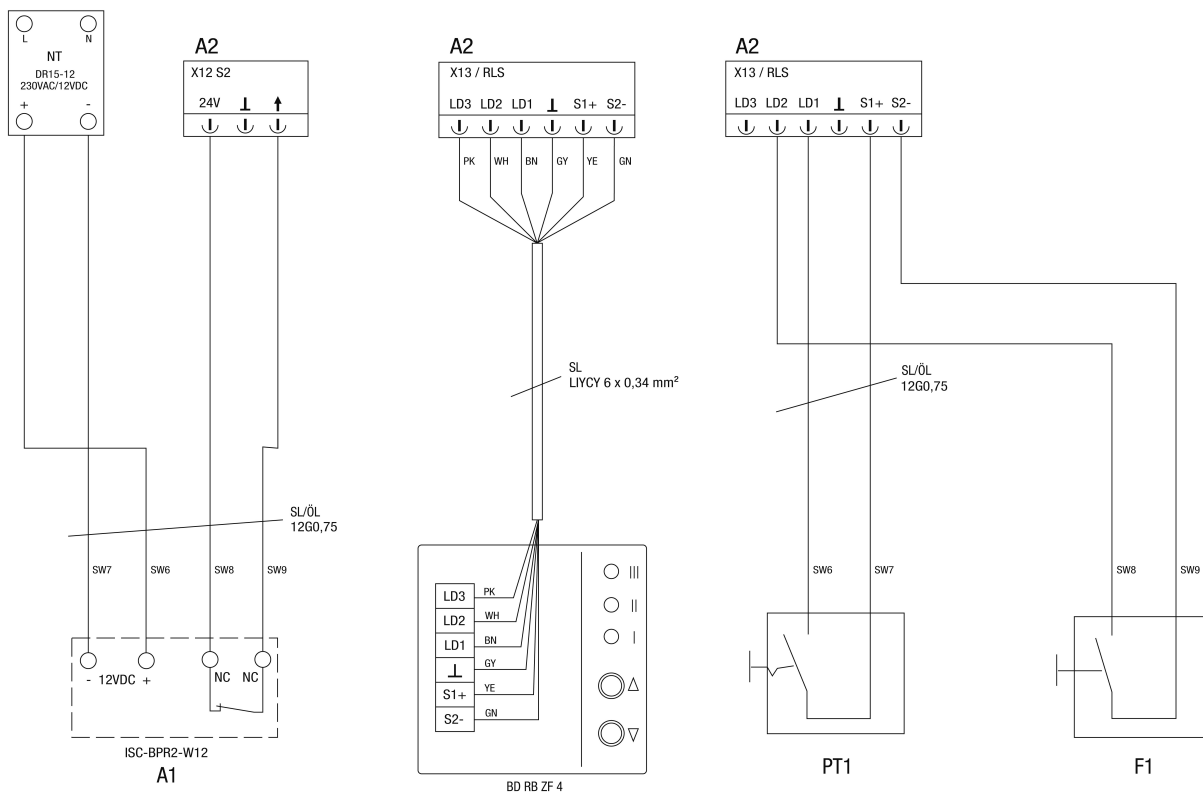 L N
NT
DR15-12
230VAC/12VDC
+ -
A2
X12 S2
24V ⊥ ↑
SL/ÖL
12G0,75
SW7 SW6 SW8 SW9
- 12VDC + NC NC
ISC-BPR2-W12
A1
A2
X13 / RLS
LD3 LD2 LD1 ⊥ S1+ S2-
PK WH BN GY YE GN
SL
LIYCY 6 x 0,34 mm²
LD3 PK
LD2 WH
LD1 BN
⊥ GY
S1+ YE
S2- GN
III
II
I
△
▽
BD RB ZF 4
A2
X13 / RLS
LD3 LD2 LD1 ⊥ S1+ S2-
SL/ÖL
12G0,75
SW6 SW7 SW8 SW9
PT1
F1